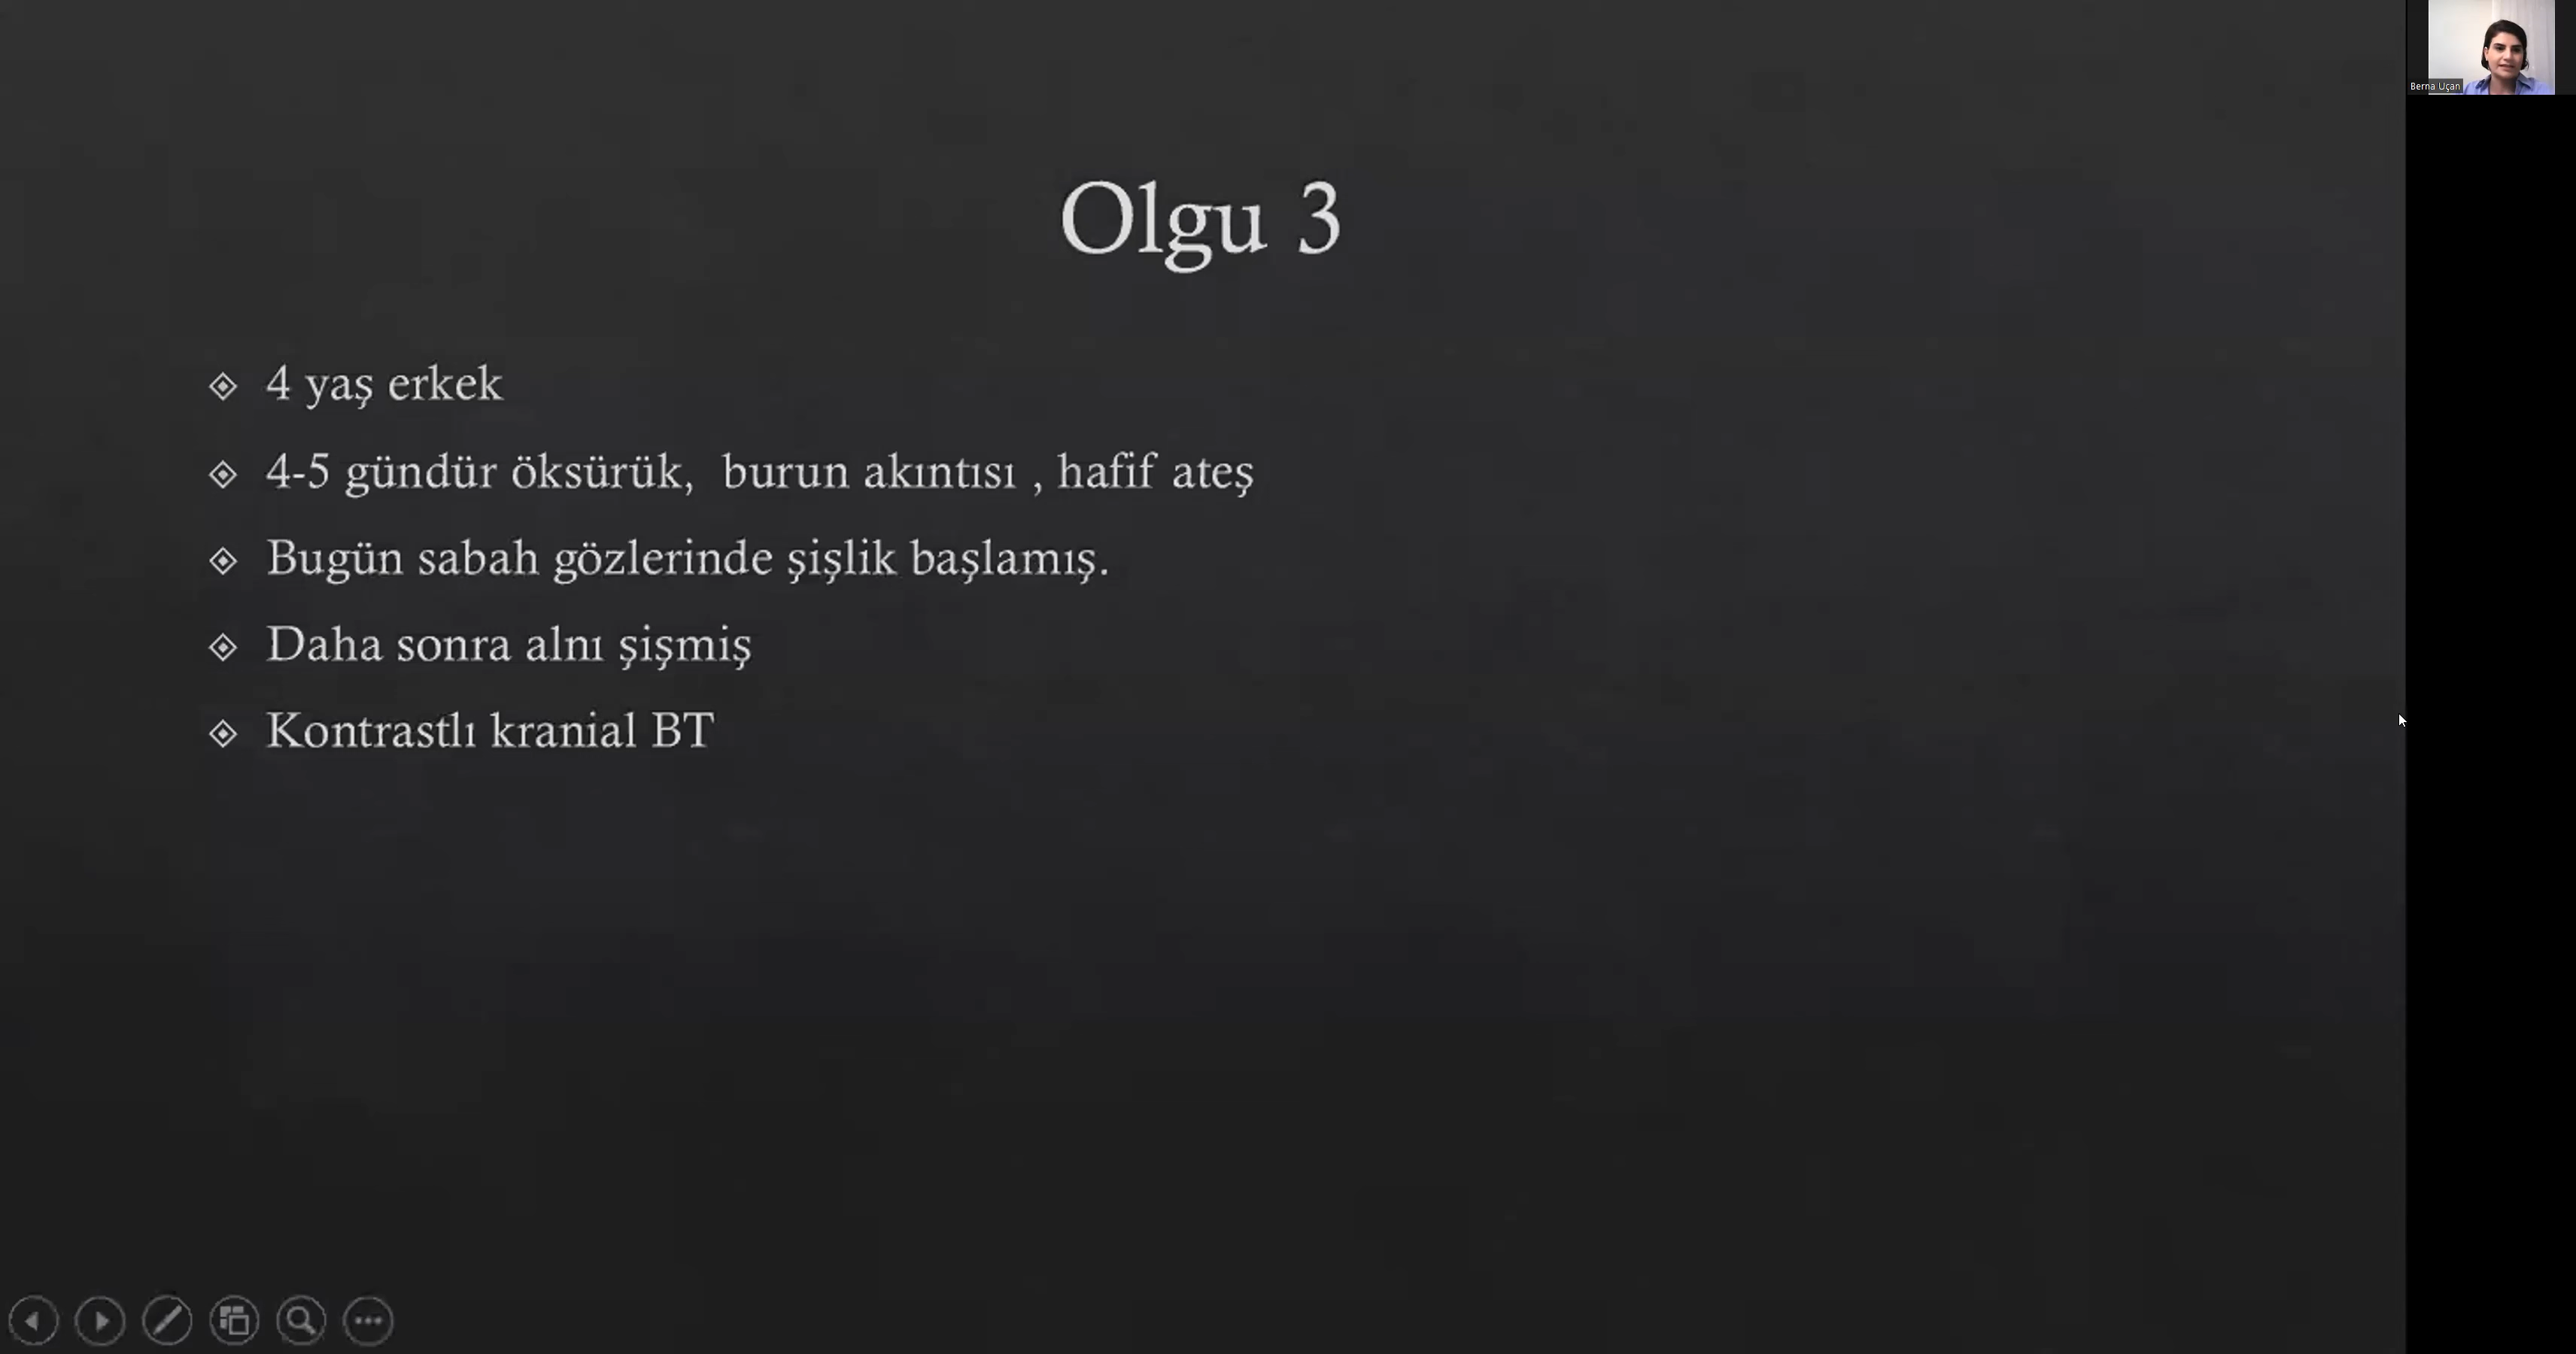 Olgu 3
4 yaş erkek
4-5 gündür öksürük, burun akıntısı , hafif ateş
Bugün sabah gözlerinde şişlik başlamış.
Daha sonra alnı şişmiş
Kontrastlı kranial BT
Berna Uçan